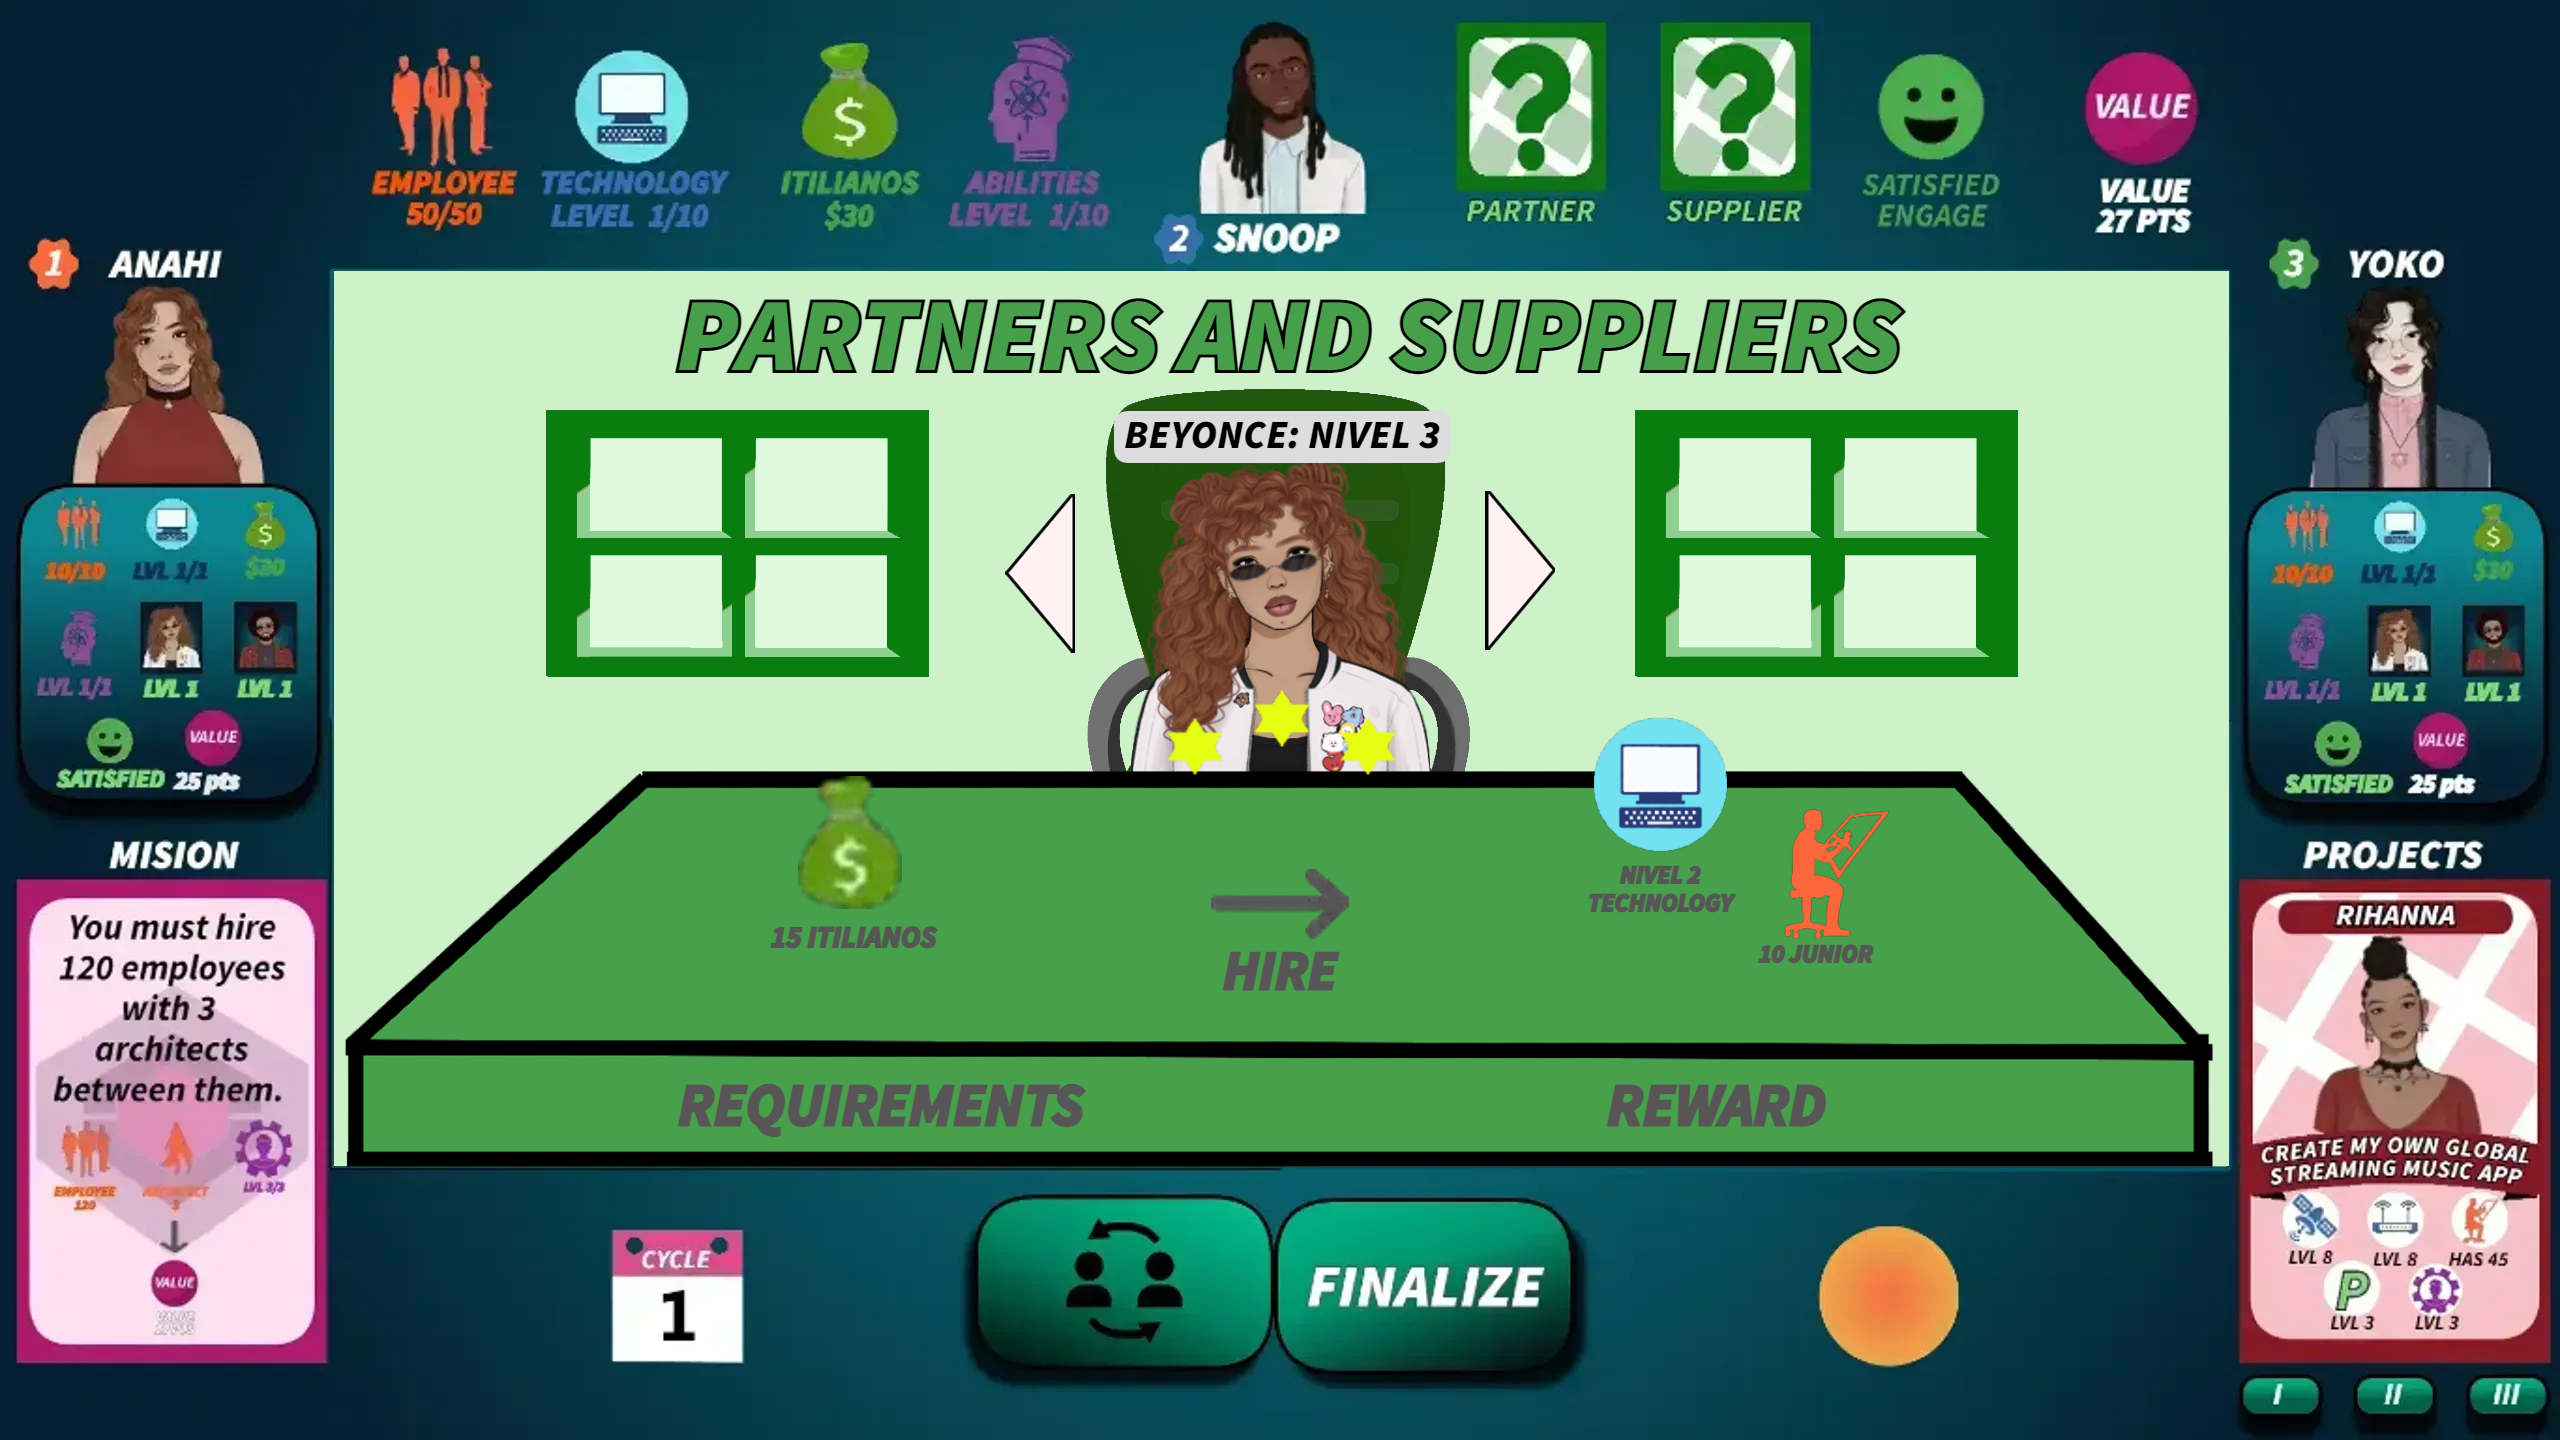 EMPLOYEE
50/50
TECHNOLOGY
LEVEL 1/10
$
ITILIANOS
$30
ABILITIES
LEVEL 1/10
2 SNOOP
?
PARTNER
?
SUPPLIER
SATISFIED
ENGAGE
VALUE
VALUE
27 PTS
1 ANAHI
10/10
LVL 1/1
$
$30
LVL 1/1
LVL 1
LVL 1
SATISFIED
VALUE
25 pts
MISION
You must hire
120 employees
with 3
architects
between them.
EMPLOYEE
120
ARCHITECT
3
LVL 3/3
VALUE
PARTNERS AND SUPPLIERS
BEYONCE: NIVEL 3
$
15 ITILIANOS
HIRE
NIVEL 2
TECHNOLOGY
10 JUNIOR
REQUIREMENTS
REWARD
CYCLE
1
FINALIZE
3 YOKO
10/10
LVL 1/1
$
$30
LVL 1/1
LVL 1
LVL 1
SATISFIED
VALUE
25 pts
PROJECTS
RIHANNA
CREATE MY OWN GLOBAL
STREAMING MUSIC APP
LVL 8
LVL 8
HAS 45
P
LVL 3
LVL 3
I
II
III